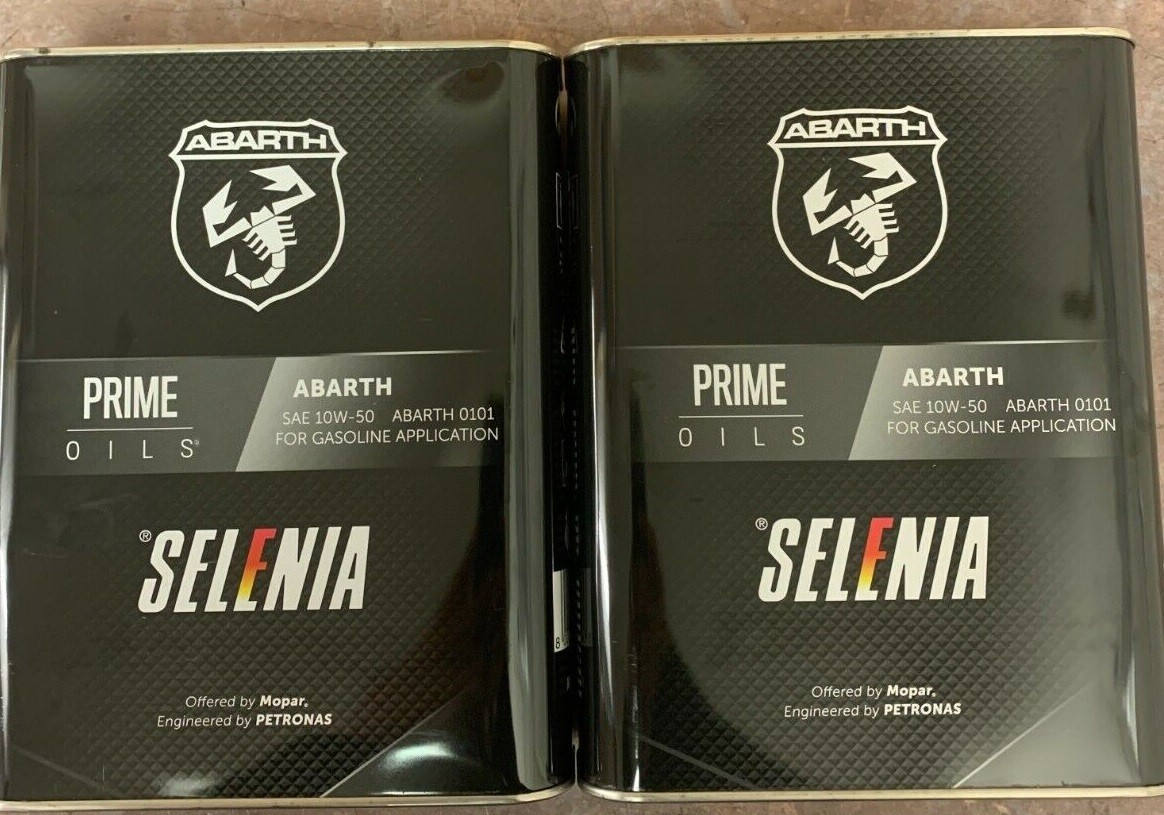 ABARTH
PRIME
OILS
ABARTH
SAE 10W-50 ABARTH 0101
FOR GASOLINE APPLICATION
®SELENIA
Offered by Mopar.
Engineered by PETRONAS
8
ABARTH
PRIME
OILS
ABARTH
SAE 10W-50 ABARTH 0101
FOR GASOLINE APPLICATION
®SELENIA
Offered by Mopar.
Engineered by PETRONAS